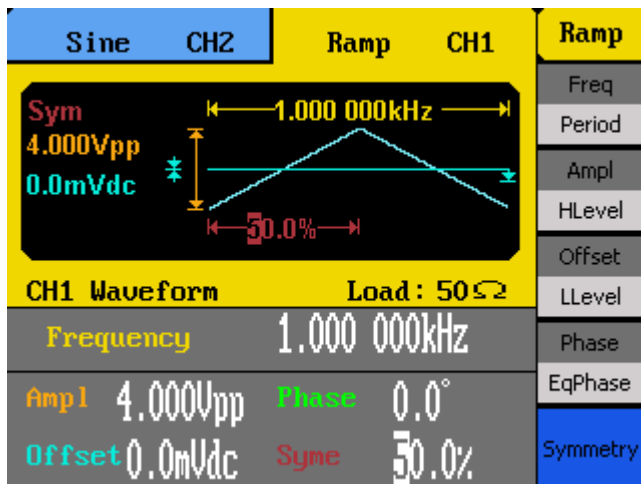 Sine CH2
Ramp CH1
Sym
1.000 000kHz
4.000Vpp
0.0mVdc
50.0%
CH1 Waveform
Load: 50Ω
Frequency 1.000 000kHz
Ampl 4.000Vpp
Phase 0.0°
Offset 0.0mVdc
Syme 50.0%
Ramp
Freq
Period
Ampl
HLevel
Offset
LLevel
Phase
EqPhase
Symmetry